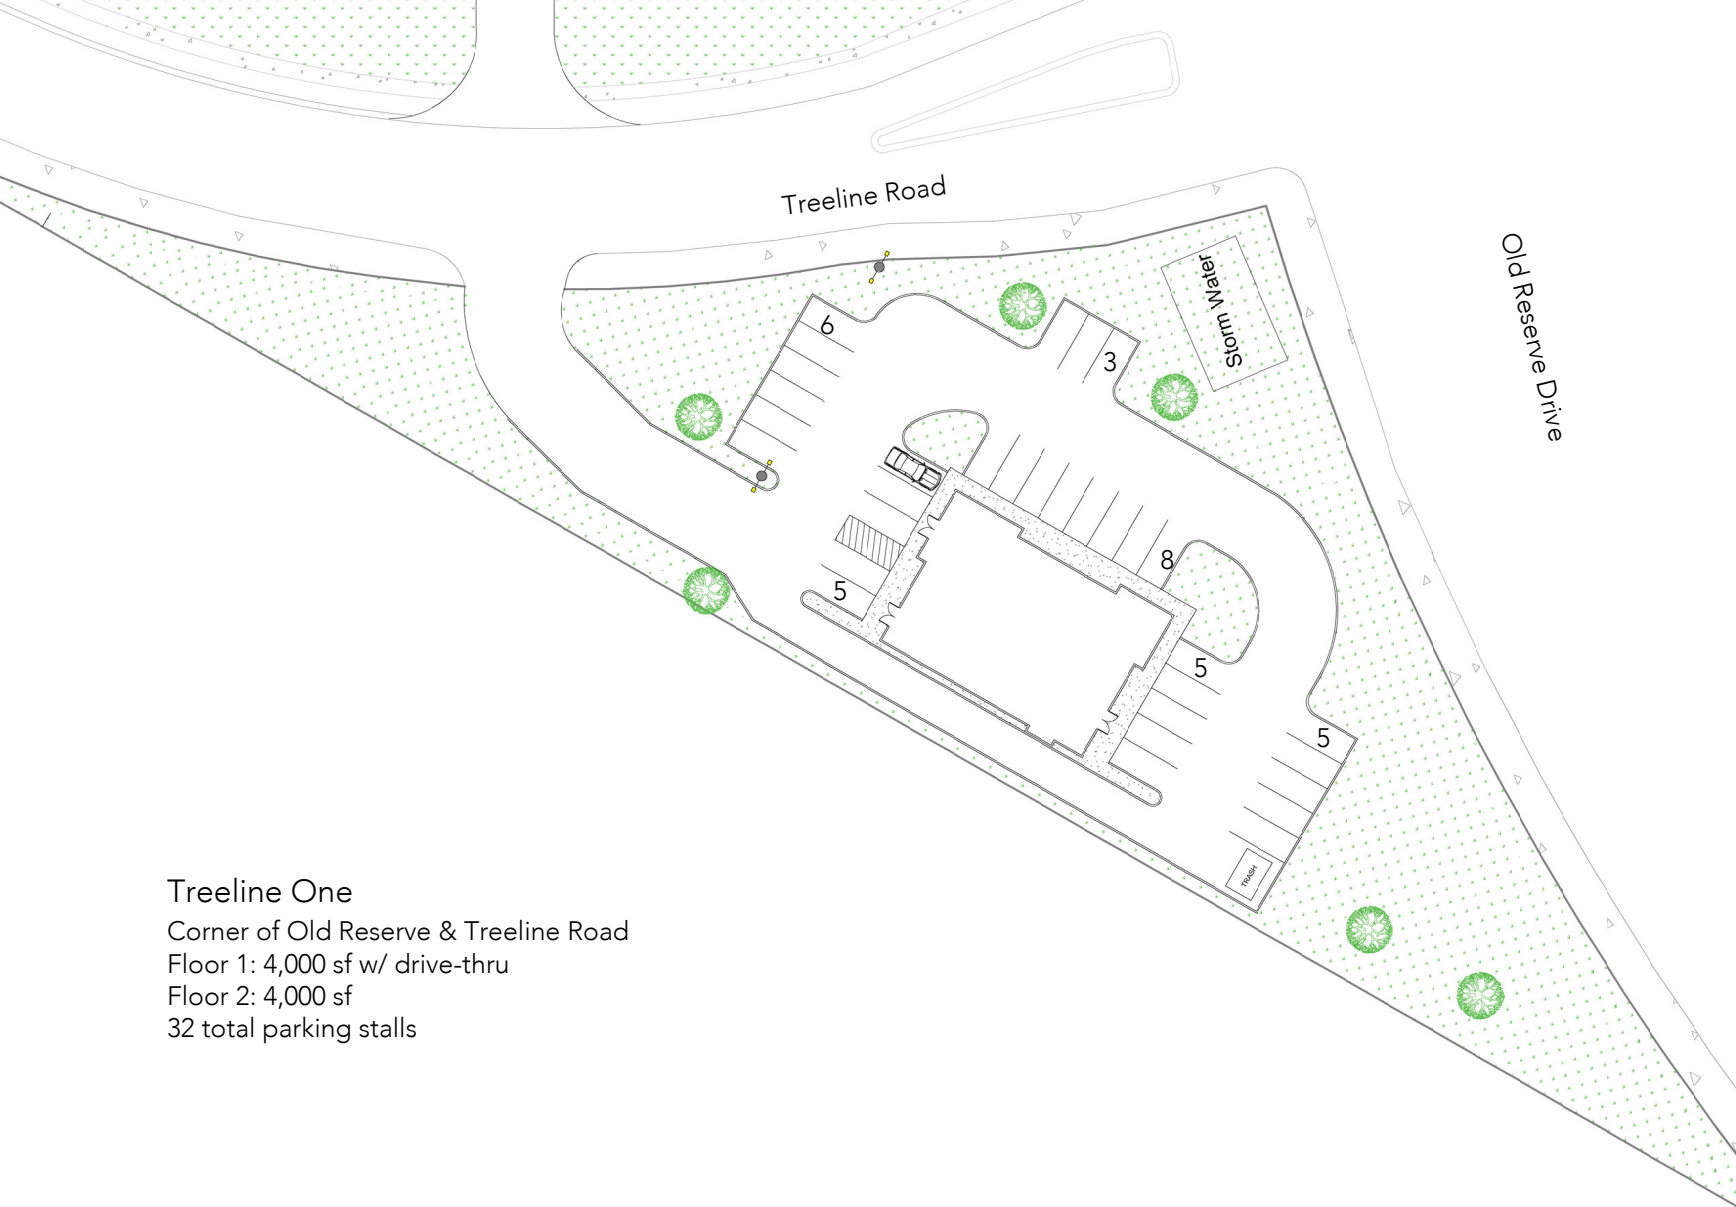 Treeline Road
Old Reserve Drive
Storm Water
6
3
8
5
5
5
TRASH
Treeline One
Corner of Old Reserve & Treeline Road
Floor 1: 4,000 sf w/ drive-thru
Floor 2: 4,000 sf
32 total parking stalls